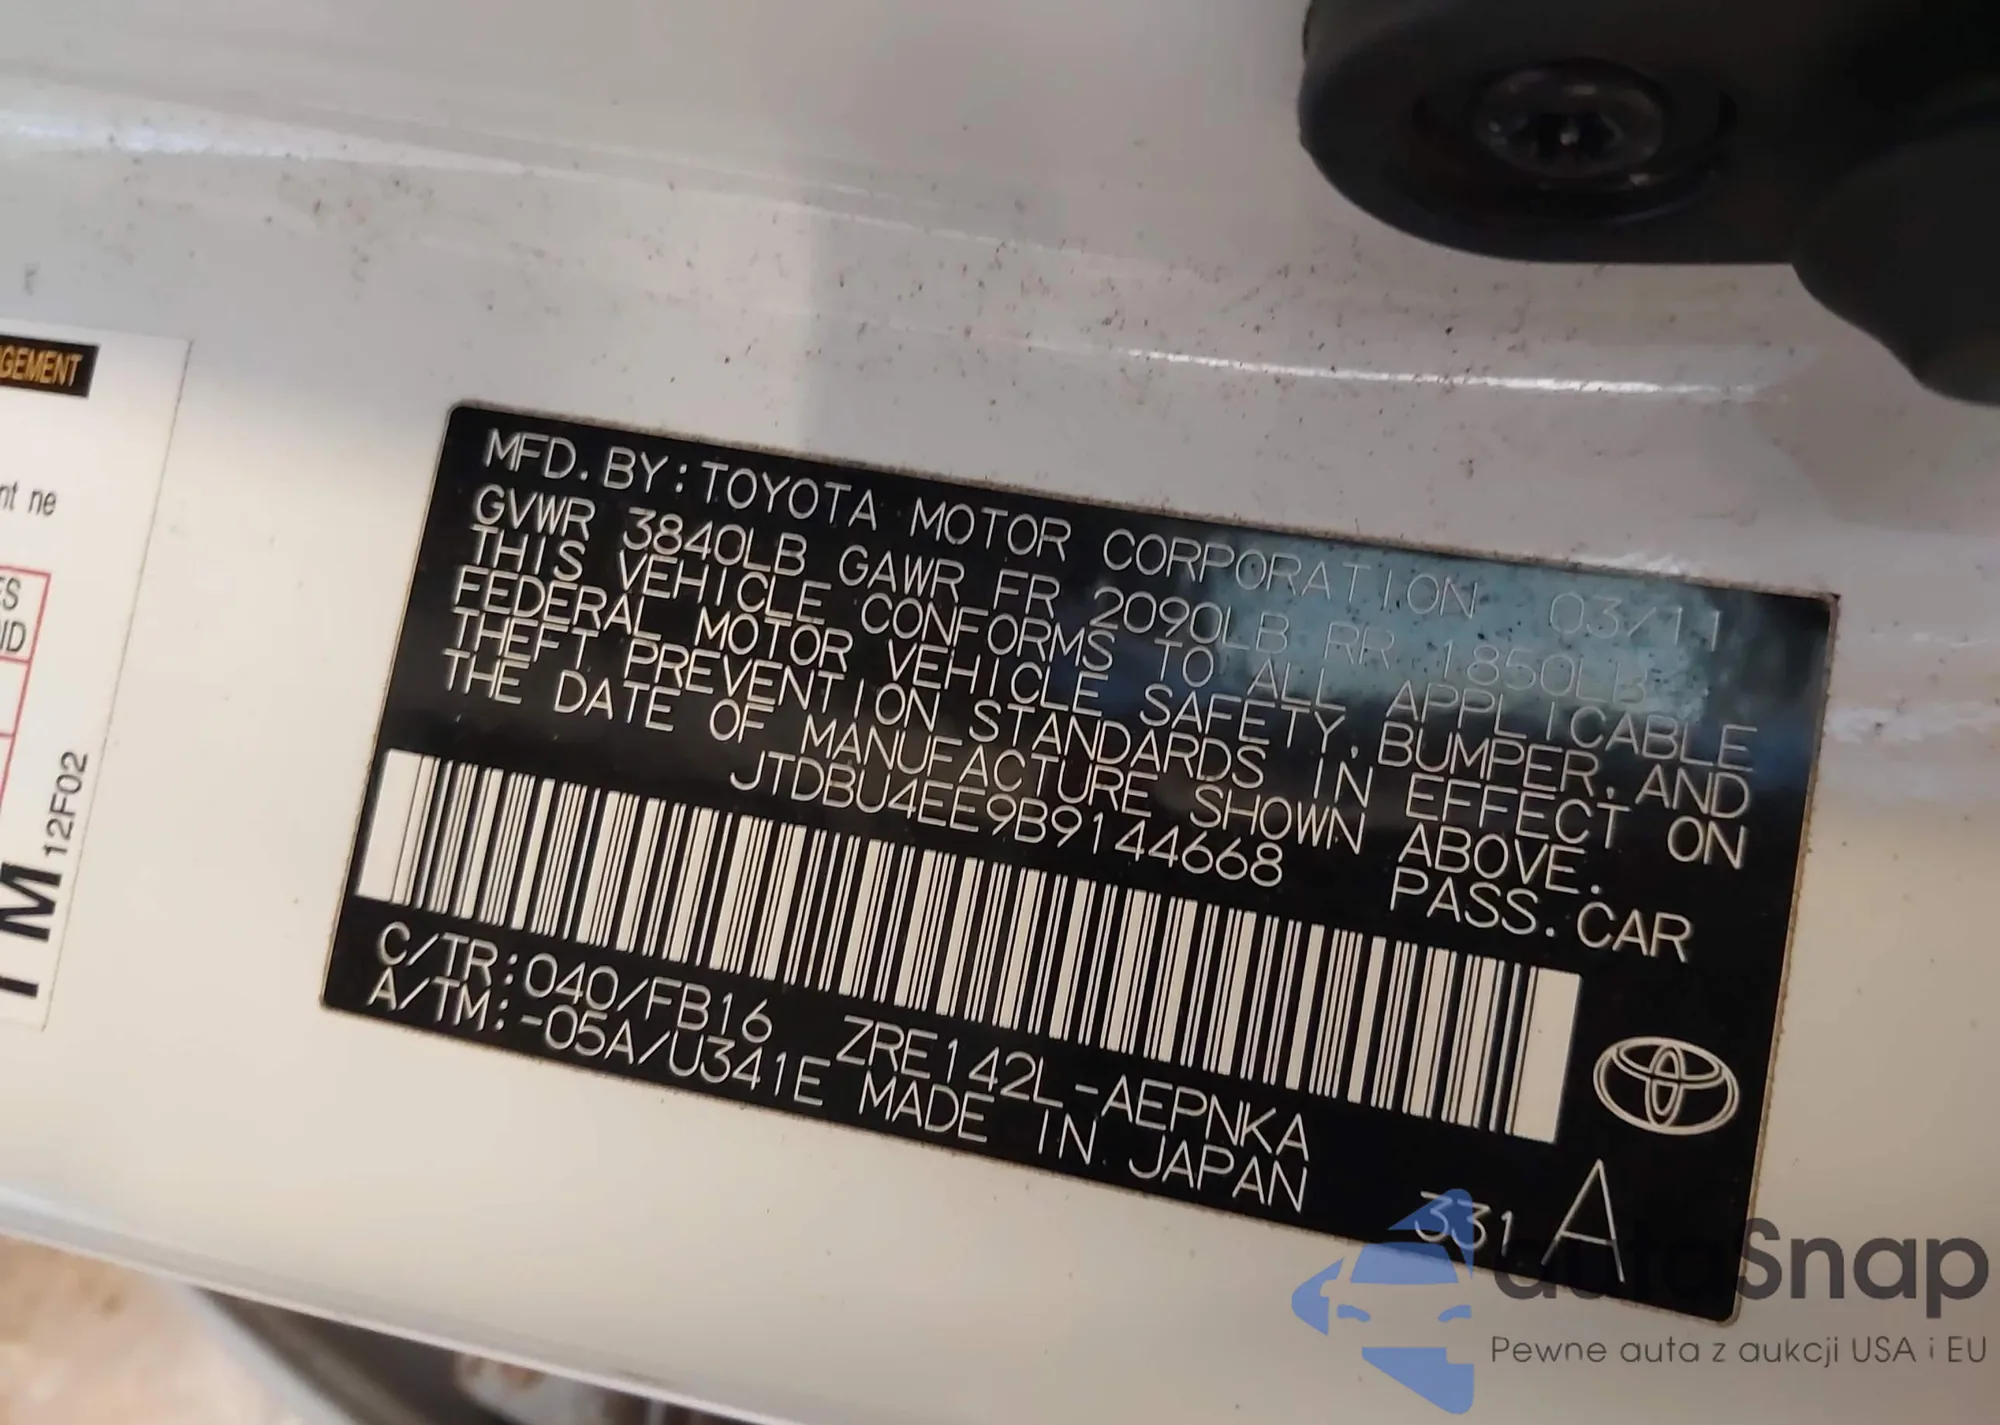 MFD.BY:TOYOTA MOTOR CORPORATION 03/11
GVWR 3840LB GAWR FR 2090LB RR 1850LB
THIS VEHICLE CONFORMS TO ALL APPLICABLE
FEDERAL MOTOR VEHICLE SAFETY, BUMPER, AND
THEFT PREVENTION STANDARDS IN EFFECT ON
THE DATE OF MANUFACTURE SHOWN ABOVE.
JTDBU4EE9B9144668 PASS.CAR
C/TR:040/FB16 ZRE142L-AEPNKA
A/TM:-05A/U341E MADE IN JAPAN
331 A
GEMENT
nt ne
ES
ID
M 12F02
autoSnap
Pewne auta z aukcji USA i EU